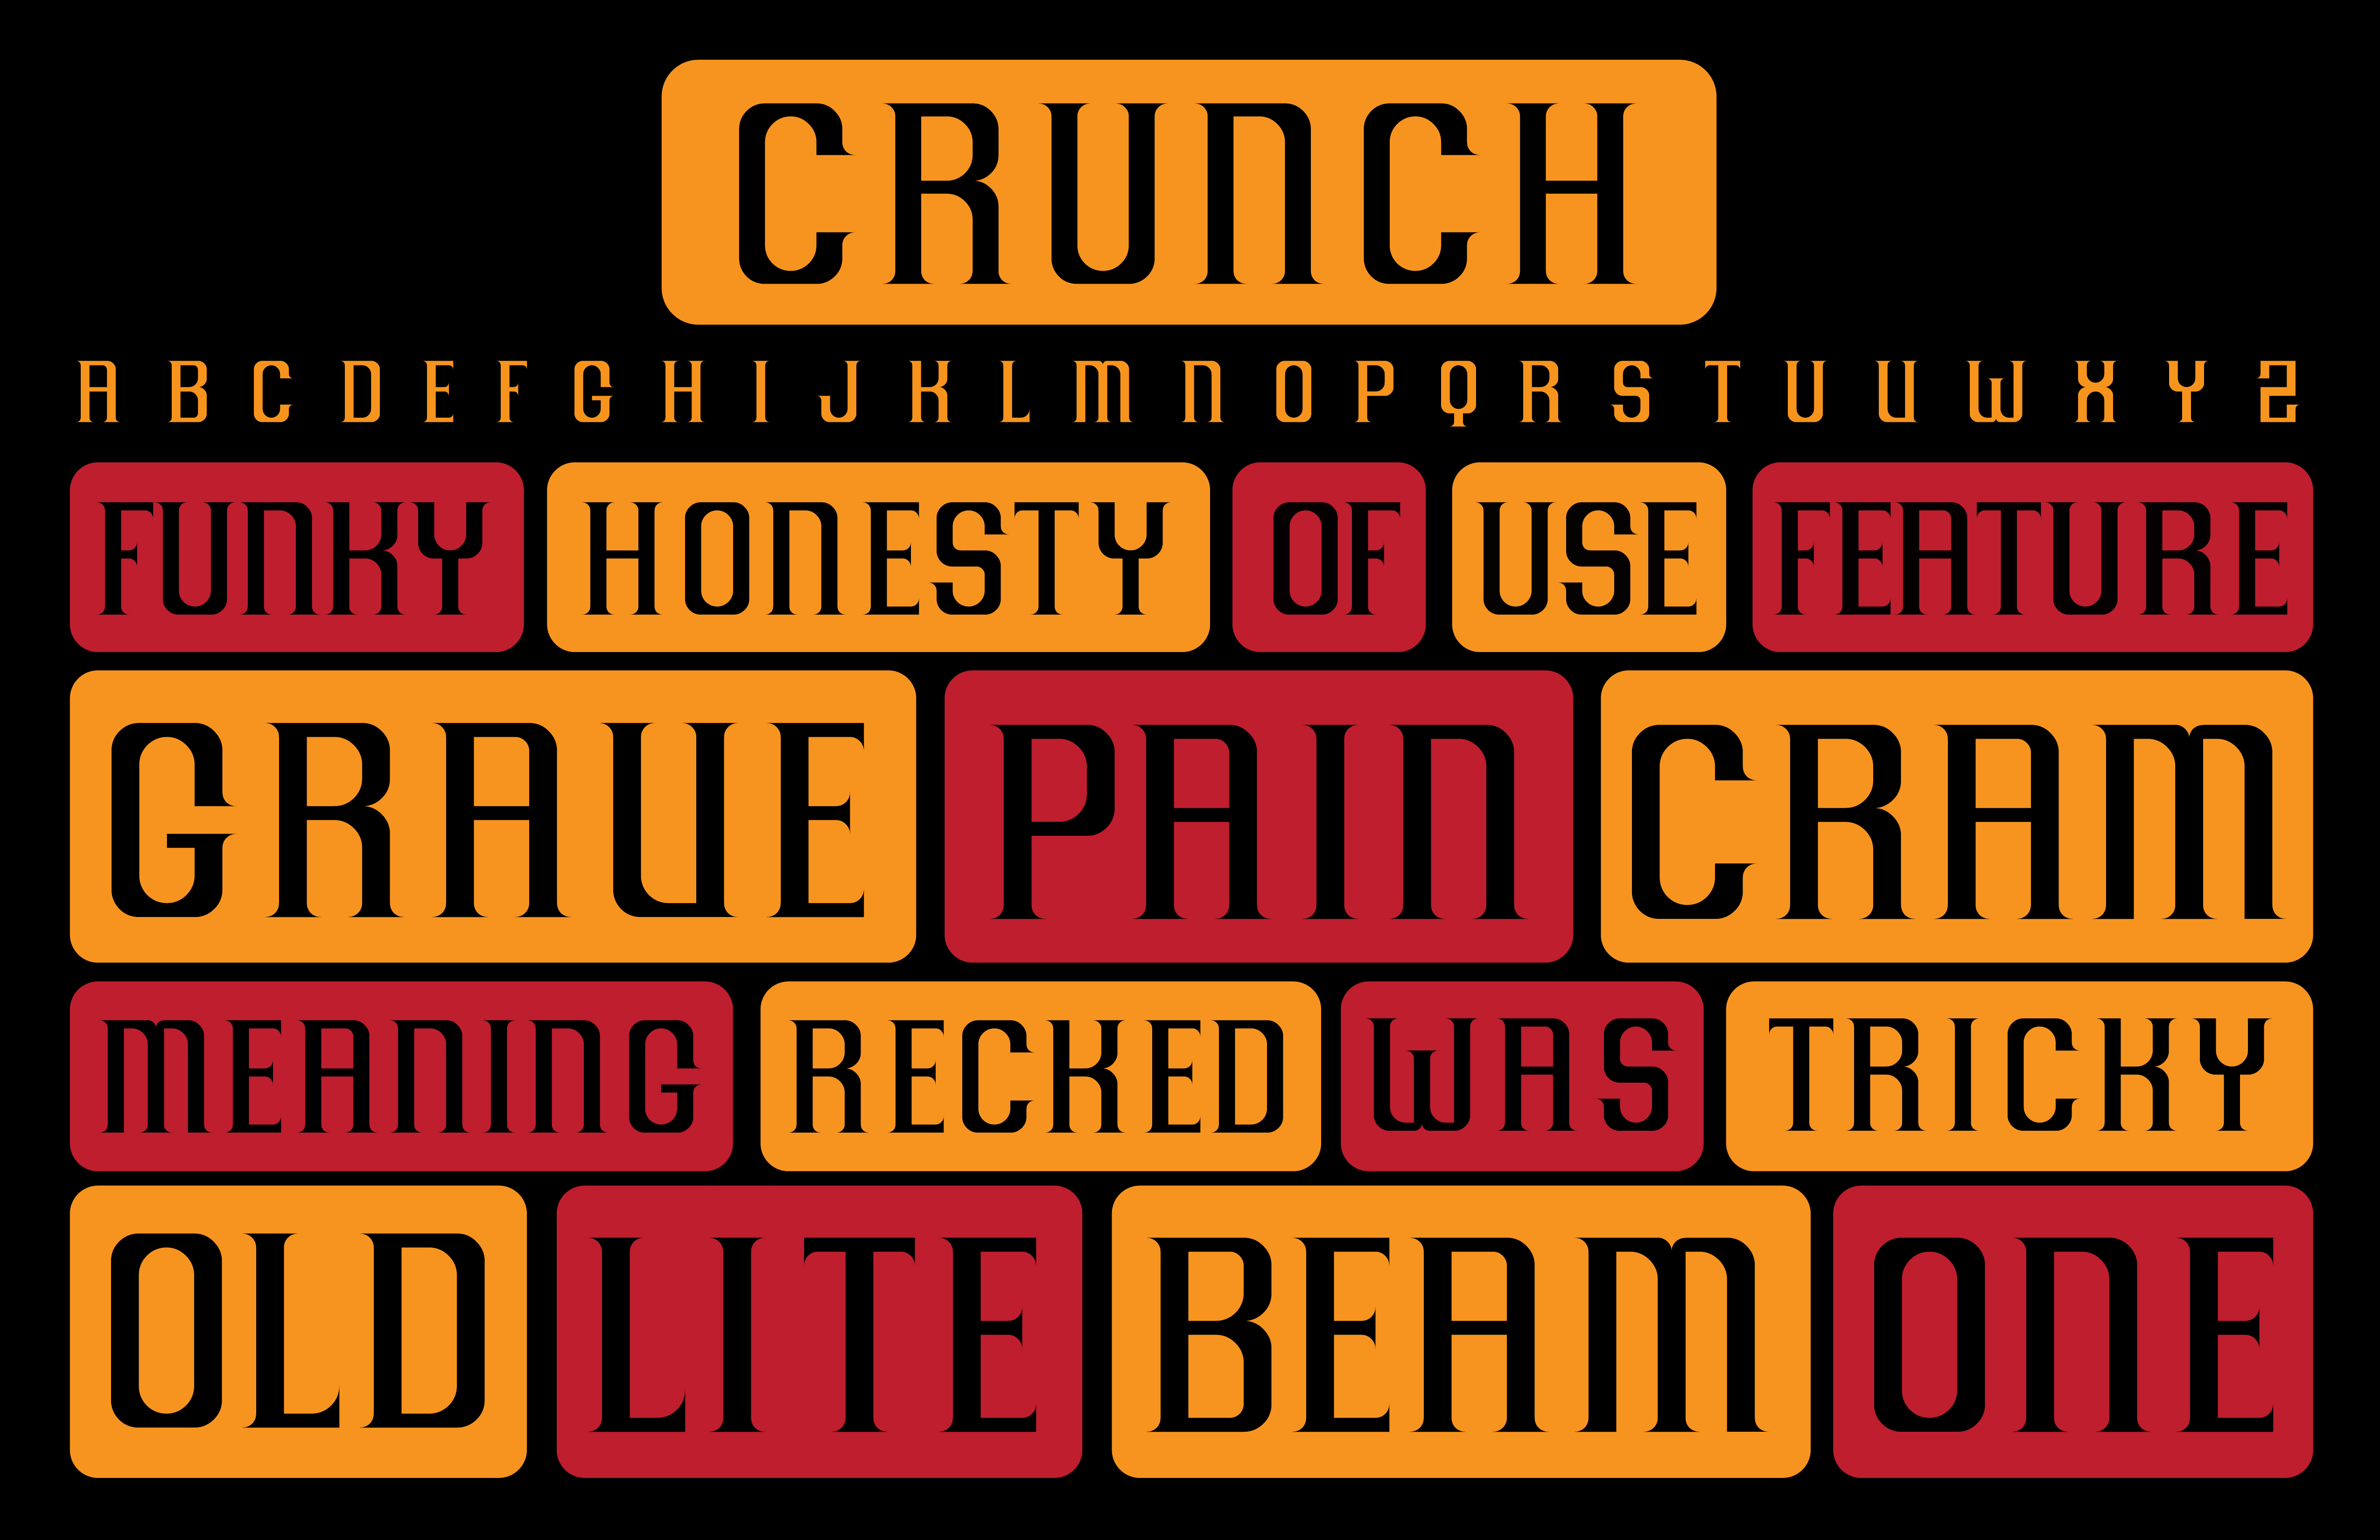 CRUNCH
A B C D E F G H I J K L M N O P Q R S T U V W X Y Z
FUNKY HONESTY OF USE FEATURE
GRAVE PAIN CRAM
MEANING RECKED WAS TRICKY
OLD LITE BEAM ONE